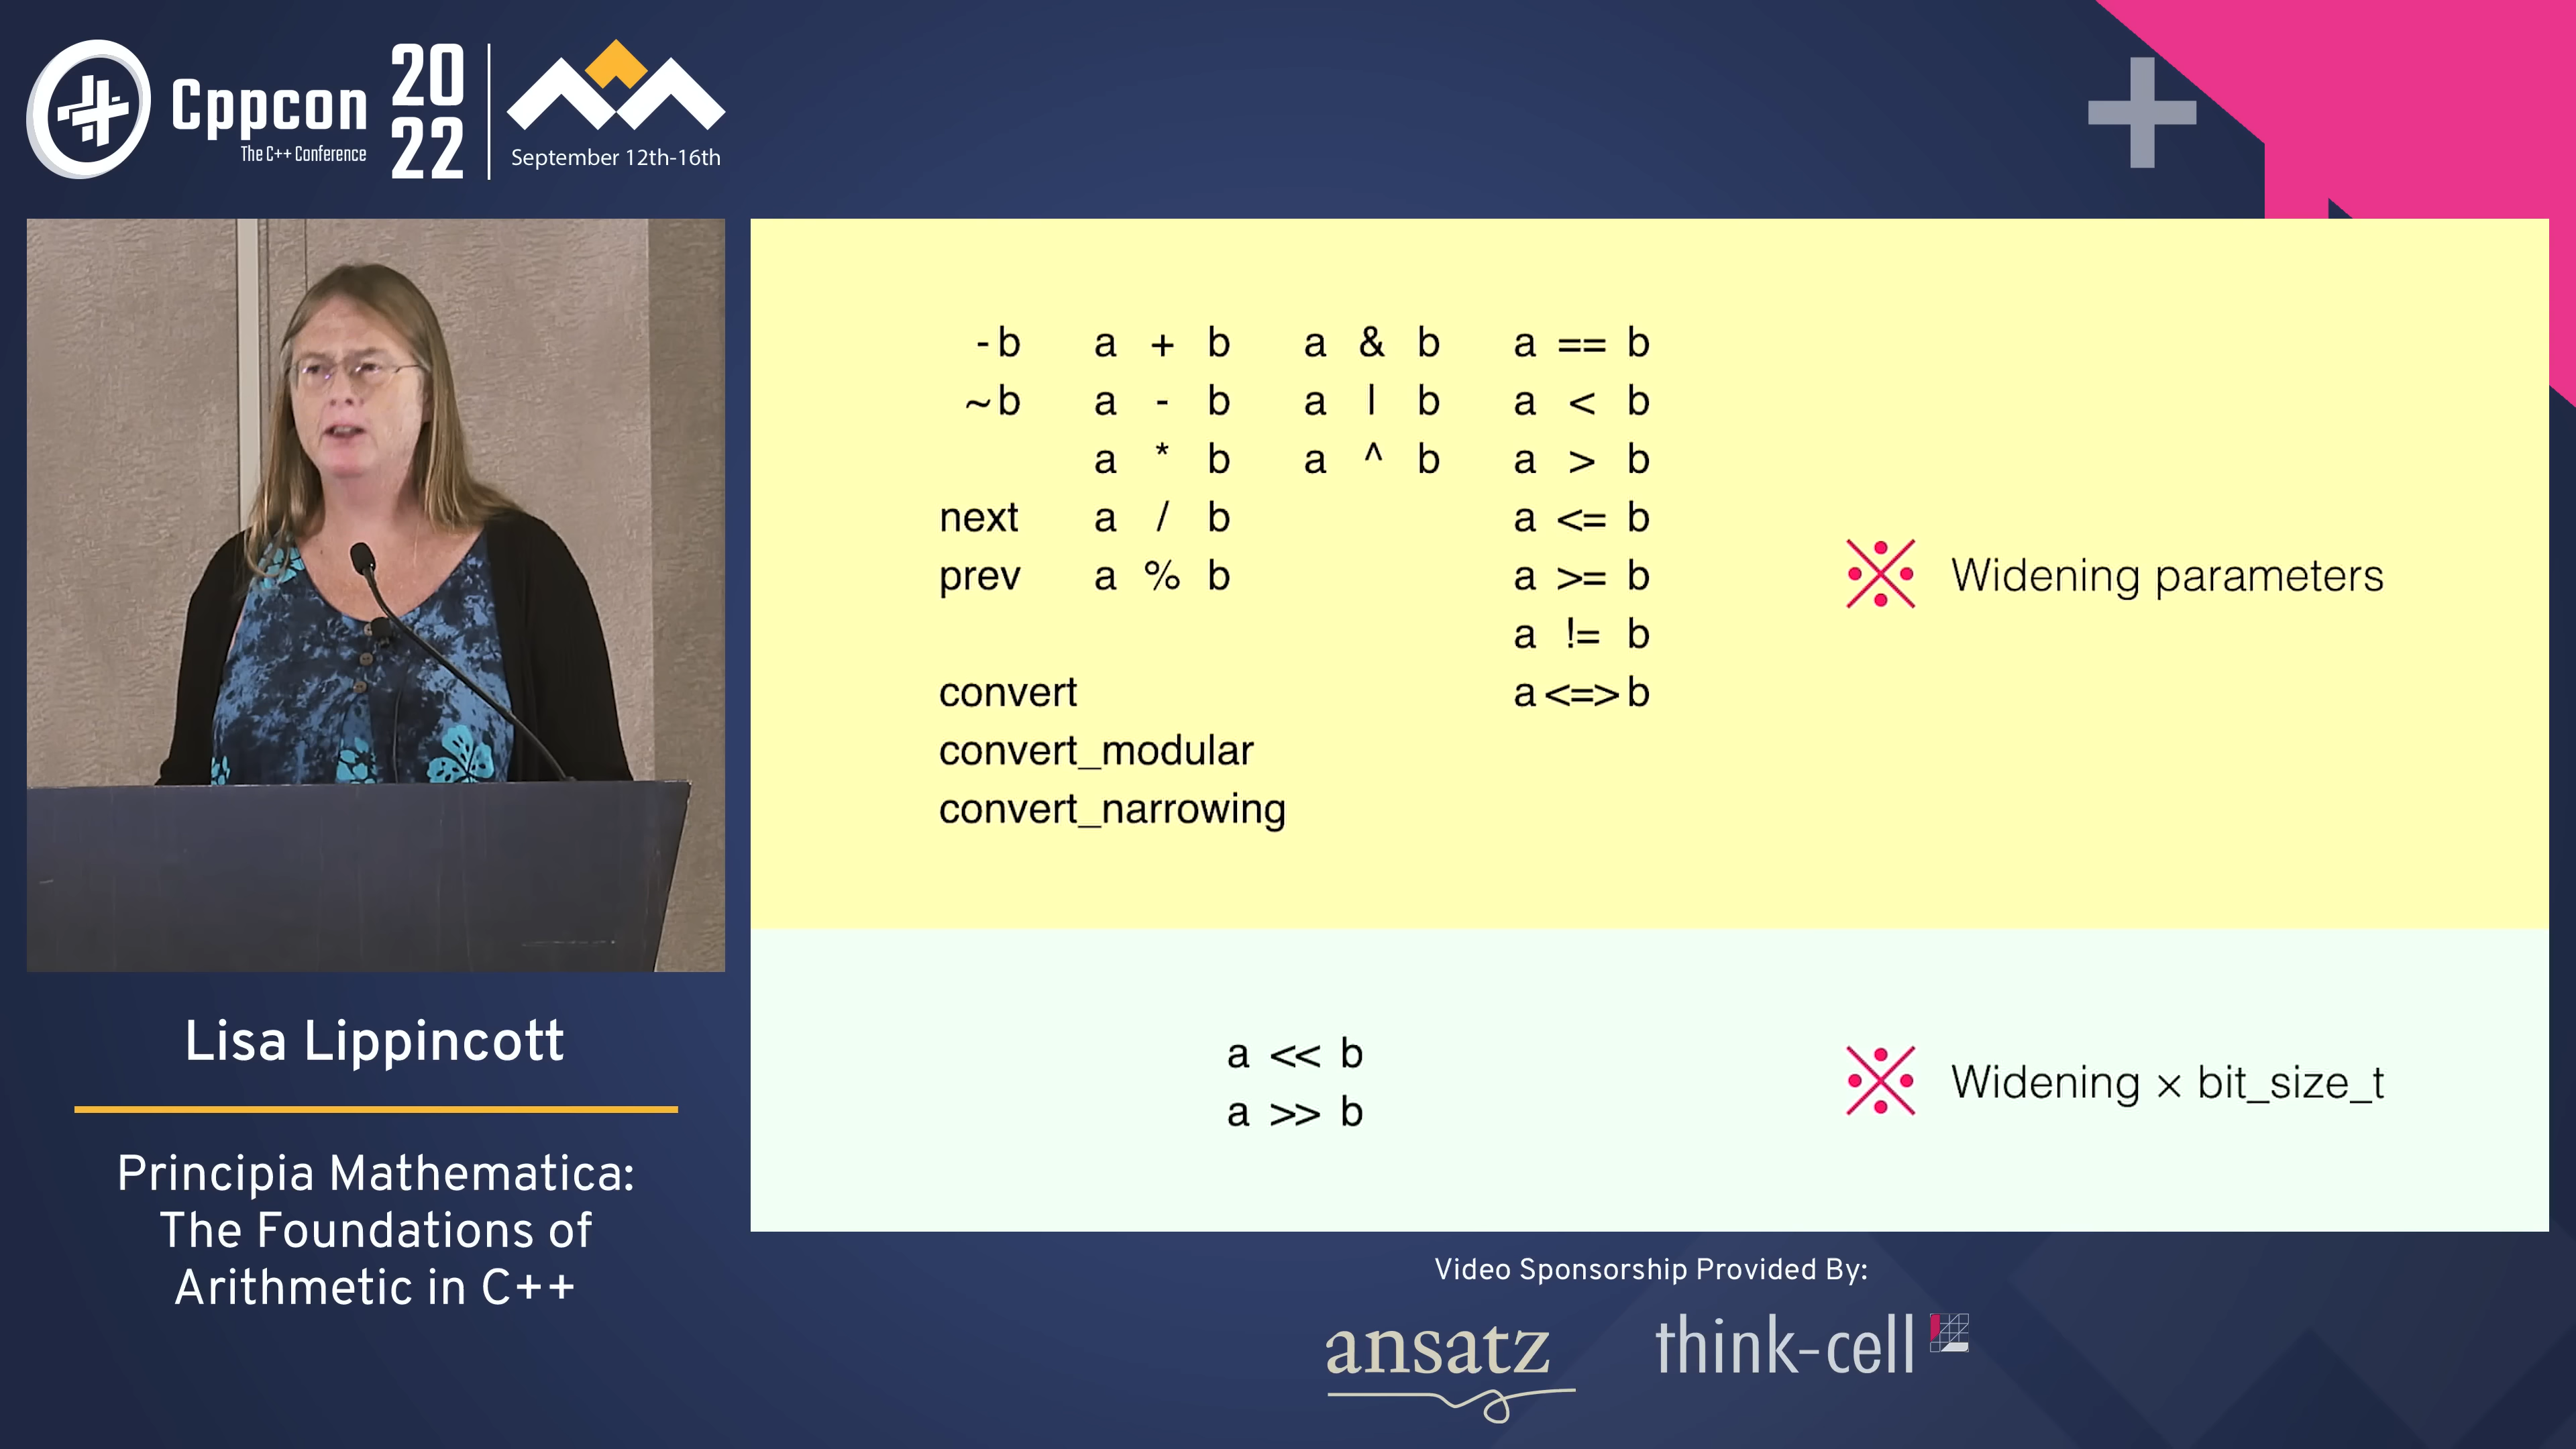 Cppcon
The C++ Conference
20
22
September 12th-16th
-b a + b a & b a == b
~b a - b a | b a < b
a * b a ^ b a > b
next a / b a <= b
prev a % b a >= b
a != b
convert a <=> b
convert_modular
convert_narrowing
※ Widening parameters
a << b
a >> b
※ Widening × bit_size_t
Lisa Lippincott
Principia Mathematica:
The Foundations of
Arithmetic in C++
Video Sponsorship Provided By:
ansatz
think-cell